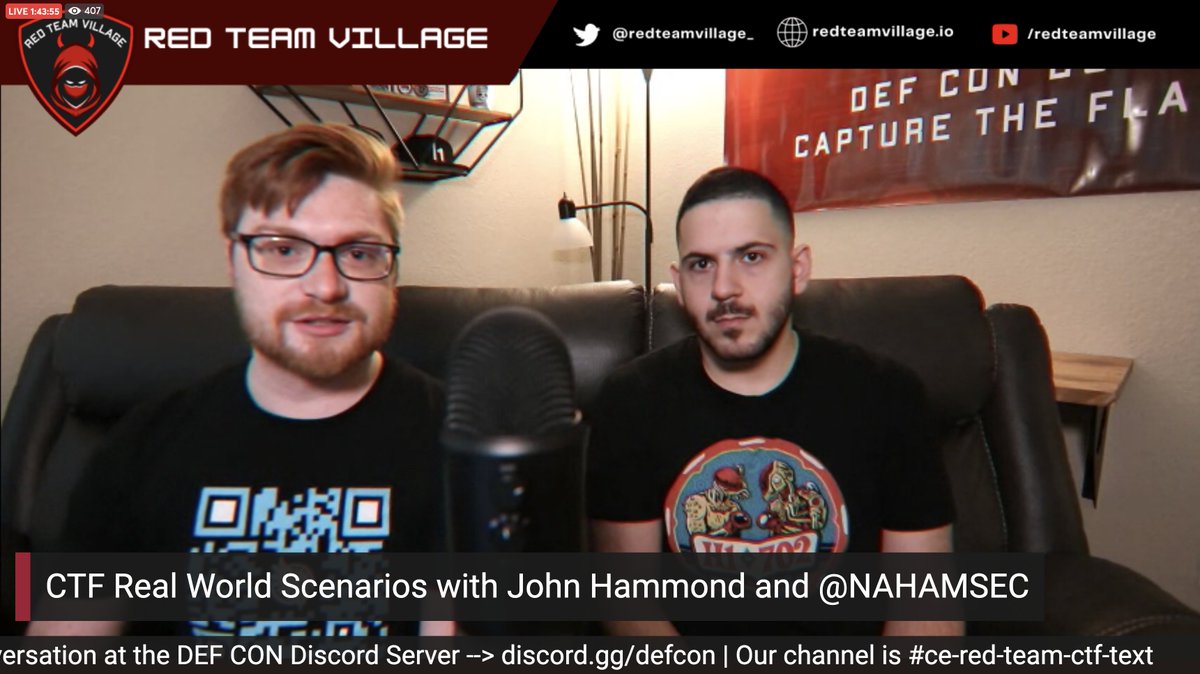 LIVE 1:43:55 407
RED TEAM VILLAGE
RED TEAM VILLAGE
@redteamvillage_
redteamvillage.io
/redteamvillage
DEF CON
CAPTURE THE FLA
h1
702
CTF Real World Scenarios with John Hammond and @NAHAMSEC
versation at the DEF CON Discord Server --> discord.gg/defcon | Our channel is #ce-red-team-ctf-text